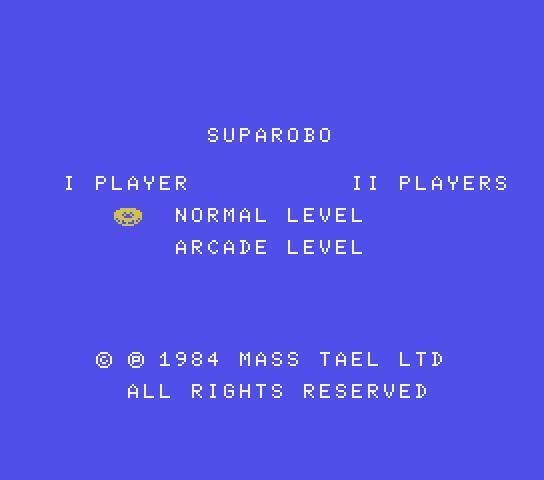 SUPAROBO
I PLAYER II PLAYERS
NORMAL LEVEL
ARCADE LEVEL
© ℗ 1984 MASS TAEL LTD
ALL RIGHTS RESERVED